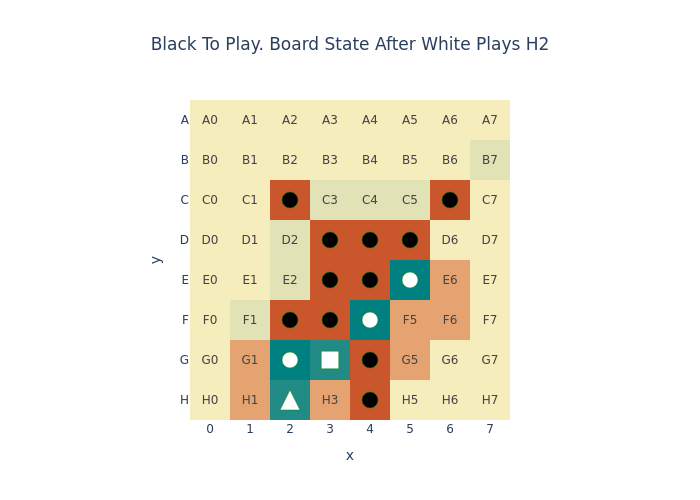 Black To Play. Board State After White Plays H2
A A0 A1 A2 A3 A4 A5 A6 A7
B B0 B1 B2 B3 B4 B5 B6 B7
C C0 C1 C3 C4 C5 C7
D D0 D1 D2 D6 D7
E E0 E1 E2 E6 E7
F F0 F1 F5 F6 F7
G G0 G1 G5 G6 G7
H H0 H1 H3 H5 H6 H7
0 1 2 3 4 5 6 7
x
y